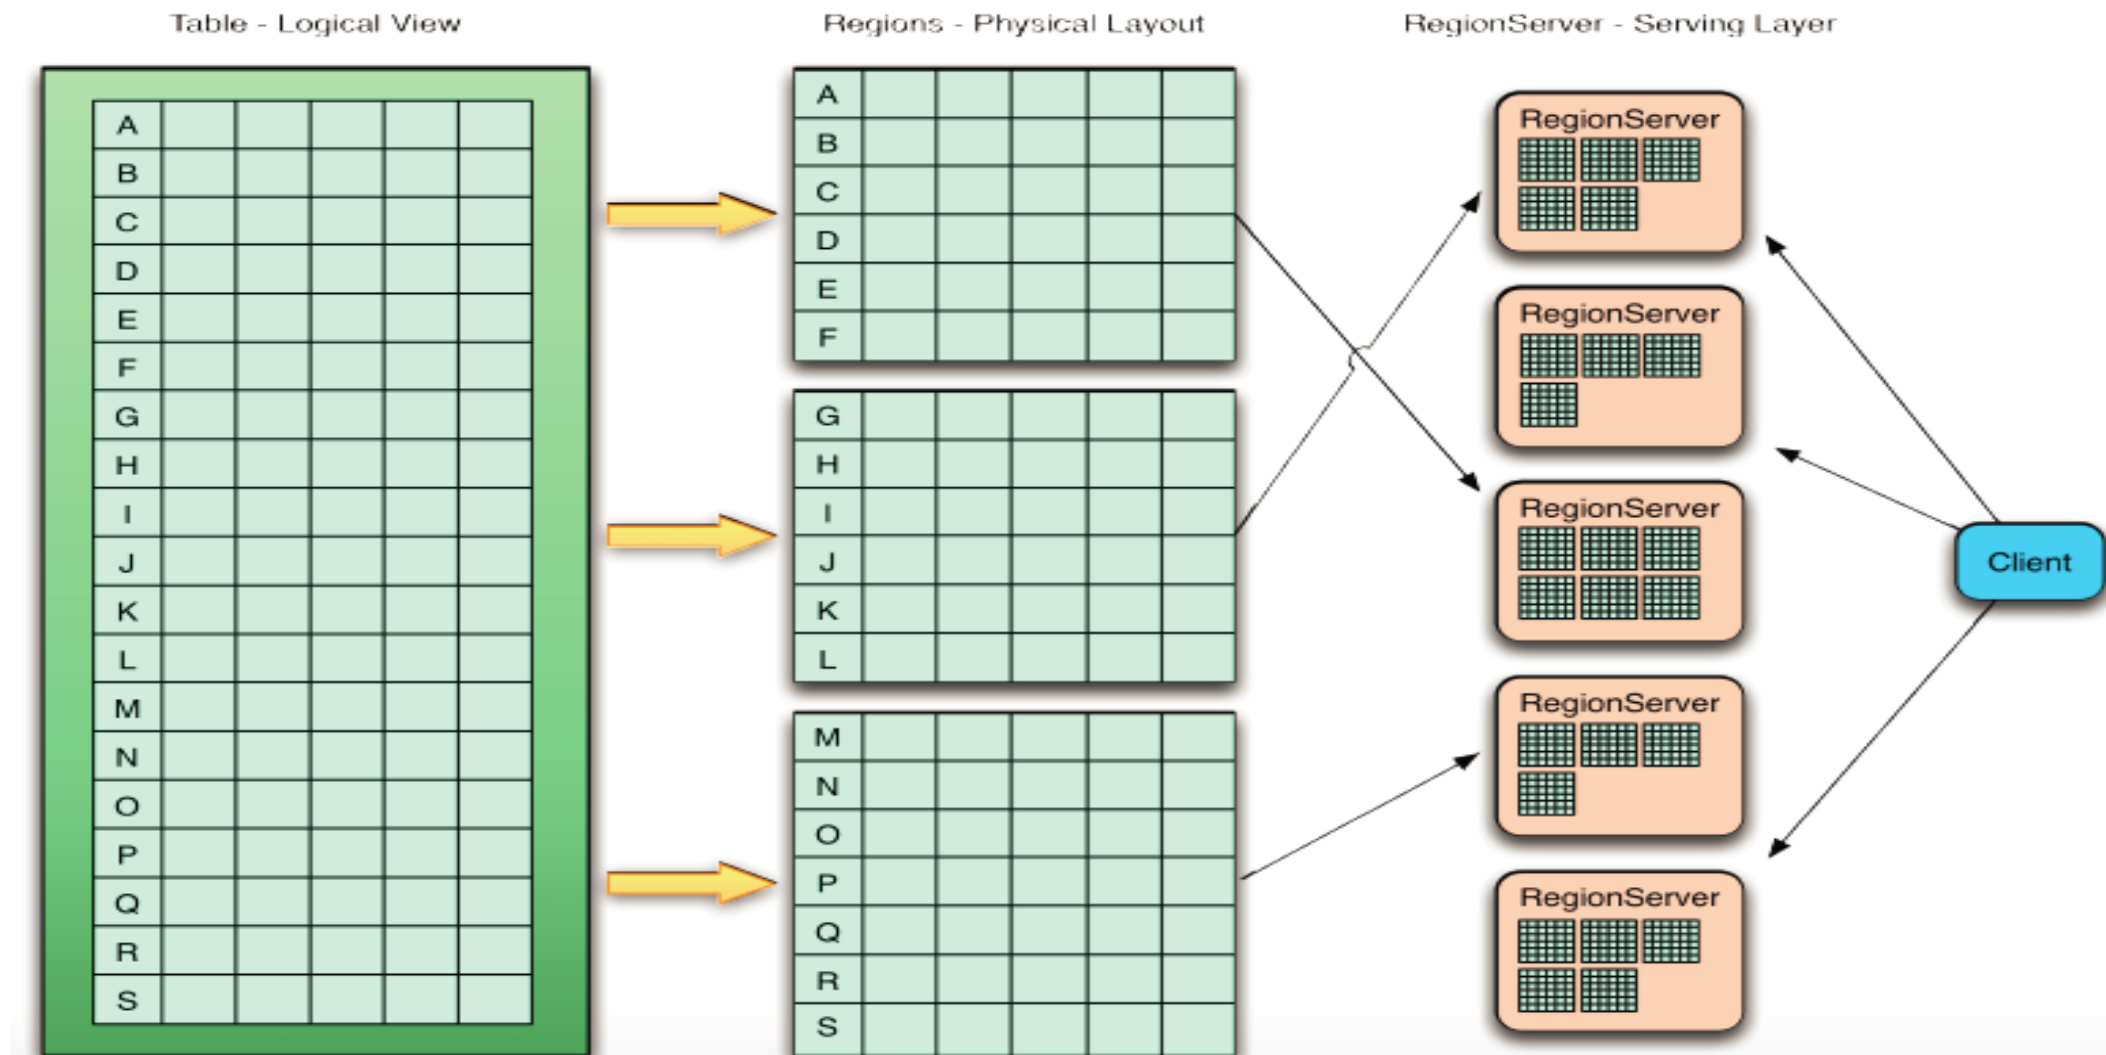 Table - Logical View
Regions - Physical Layout
RegionServer - Serving Layer
A
B
C
D
E
F
G
H
I
J
K
L
M
N
O
P
Q
R
S
A
B
C
D
E
F
G
H
I
J
K
L
M
N
O
P
Q
R
S
RegionServer
RegionServer
RegionServer
RegionServer
RegionServer
Client